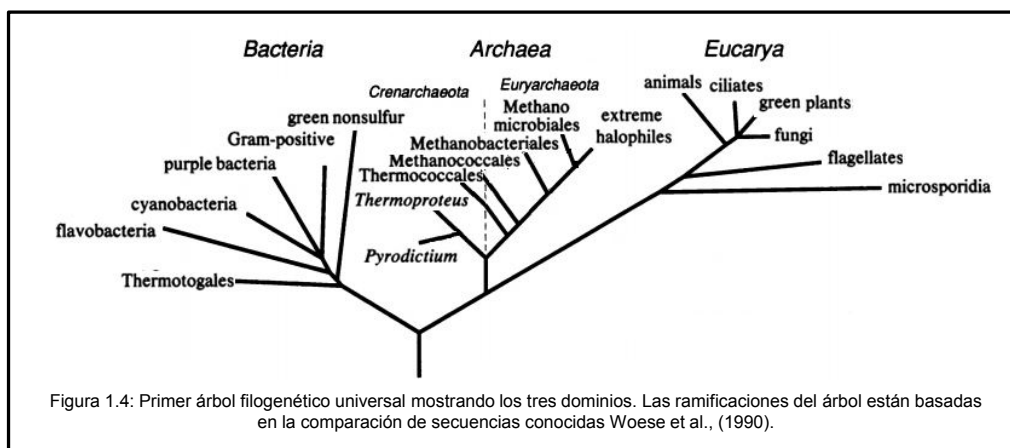 Bacteria
Archaea
Eucarya
Crenarchaeota
Euryarchaeota
green nonsulfur
Gram-positive
purple bacteria
cyanobacteria
flavobacteria
Thermotogales
Methano
microbiales
extreme
halophiles
Methanobacteriales
Methanococcales
Thermococcales
Thermoproteus
Pyrodictium
animals
ciliates
green plants
fungi
flagellates
microsporidia
Figura 1.4: Primer árbol filogenético universal mostrando los tres dominios. Las ramificaciones del árbol están basadas
en la comparación de secuencias conocidas Woese et al., (1990).